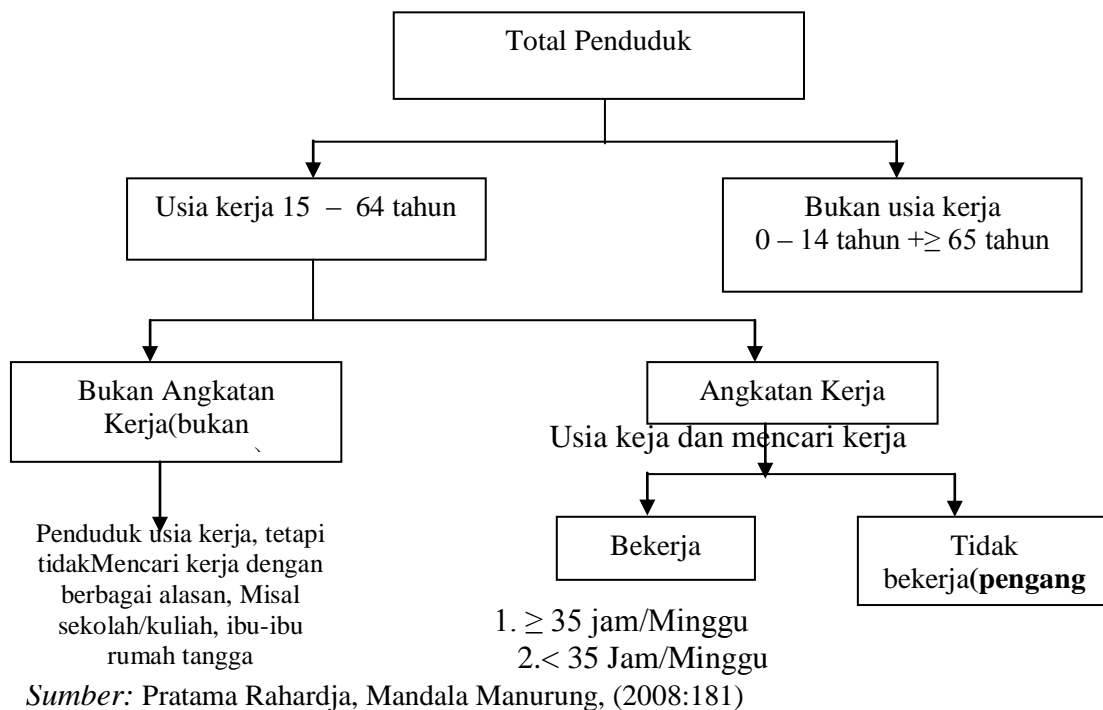 Total Penduduk
Usia kerja 15 – 64 tahun
Bukan usia kerja
0 – 14 tahun +≥ 65 tahun
Bukan Angkatan
Kerja(bukan
Angkatan Kerja
Usia keja dan mencari kerja
Penduduk usia kerja, tetapi
tidakMencari kerja dengan
berbagai alasan, Misal
sekolah/kuliah, ibu-ibu
rumah tangga
Bekerja
Tidak
bekerja(pengang
1. ≥ 35 jam/Minggu
2.< 35 Jam/Minggu
Sumber: Pratama Rahardja, Mandala Manurung, (2008:181)